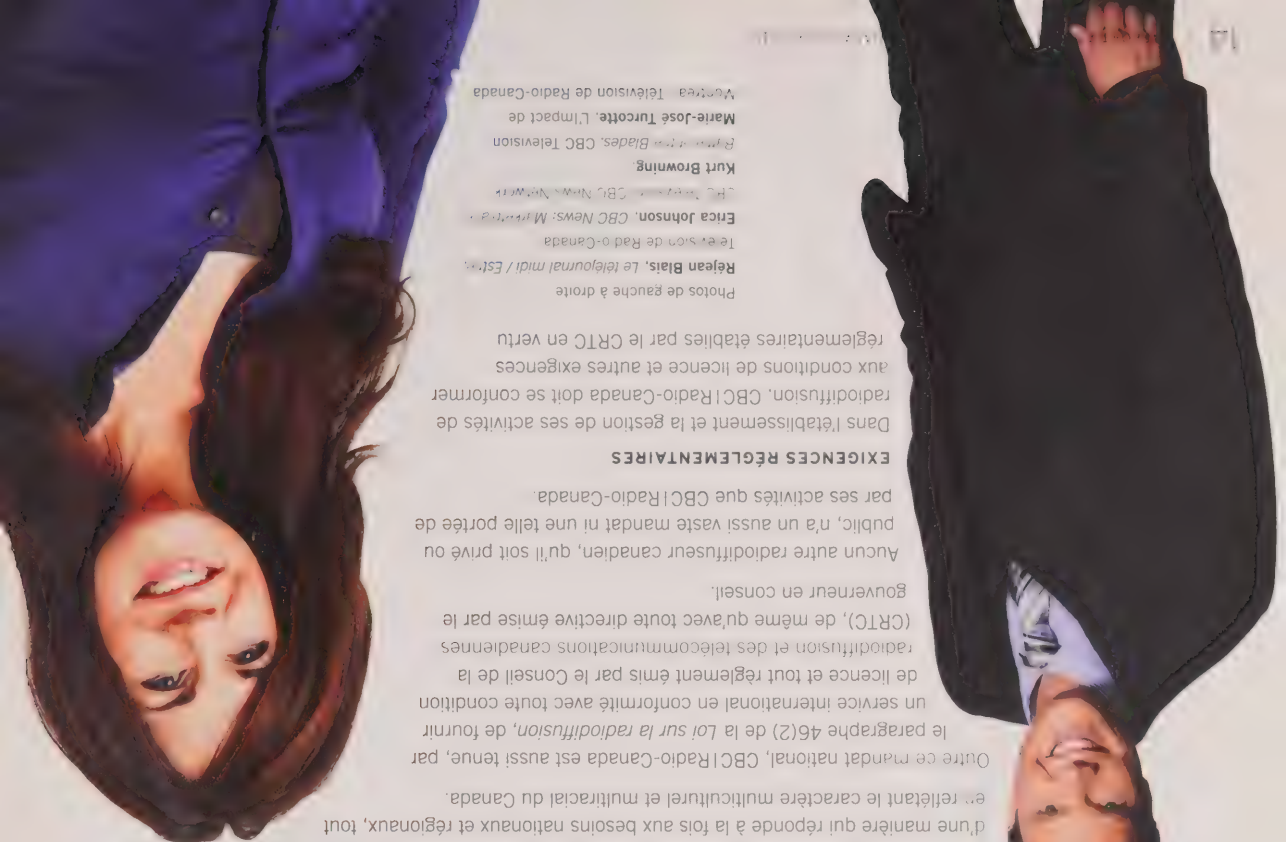 d'une manière qui réponde à la fois aux besoins nationaux et régionaux, tout
en reflétant le caractère multiculturel et multiracial du Canada.
Outre ce mandat national, CBC|Radio-Canada est aussi tenue, par
le paragraphe 46(2) de la Loi sur la radiodiffusion, de fournir
un service international en conformité avec toute condition
de licence et tout règlement émis par le Conseil de la
radiodiffusion et des télécommunications canadiennes
(CRTC), de même qu'avec toute directive émise par le
gouverneur en conseil.
Aucun autre radiodiffuseur canadien, qu'il soit privé ou
public, n'a un aussi vaste mandat ni une telle portée de
par ses activités que CBC|Radio-Canada.
EXIGENCES RÉGLEMENTAIRES
Dans l'établissement et la gestion de ses activités de
radiodiffusion, CBC|Radio-Canada doit se conformer
aux conditions de licence et autres exigences
réglementaires établies par le CRTC en vertu
Photos de gauche à droite
Réjean Blais, Le téléjournal midi / Est
Télévision de Radio-Canada
Erica Johnson, CBC News:
CBC News Network
Kurt Browning,
Blades, CBC Television
Marie-José Turcotte, L'Impact de
Télévision de Radio-Canada
14